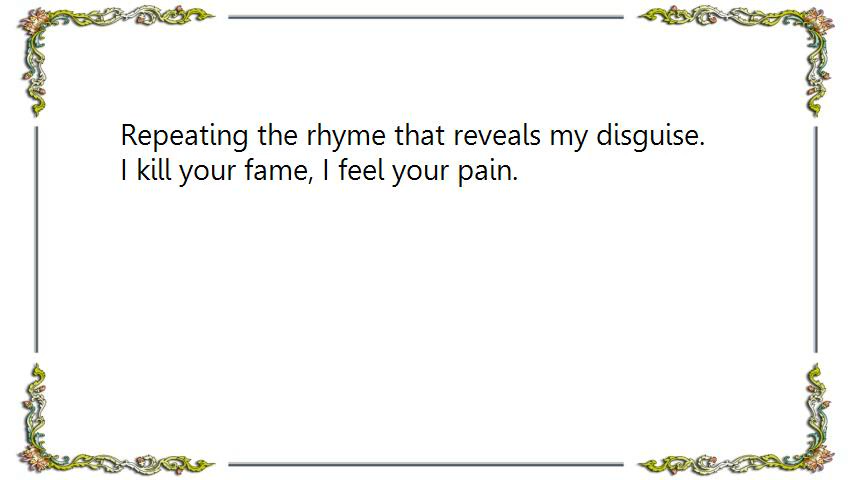 Repeating the rhyme that reveals my disguise.
I kill your fame, I feel your pain.